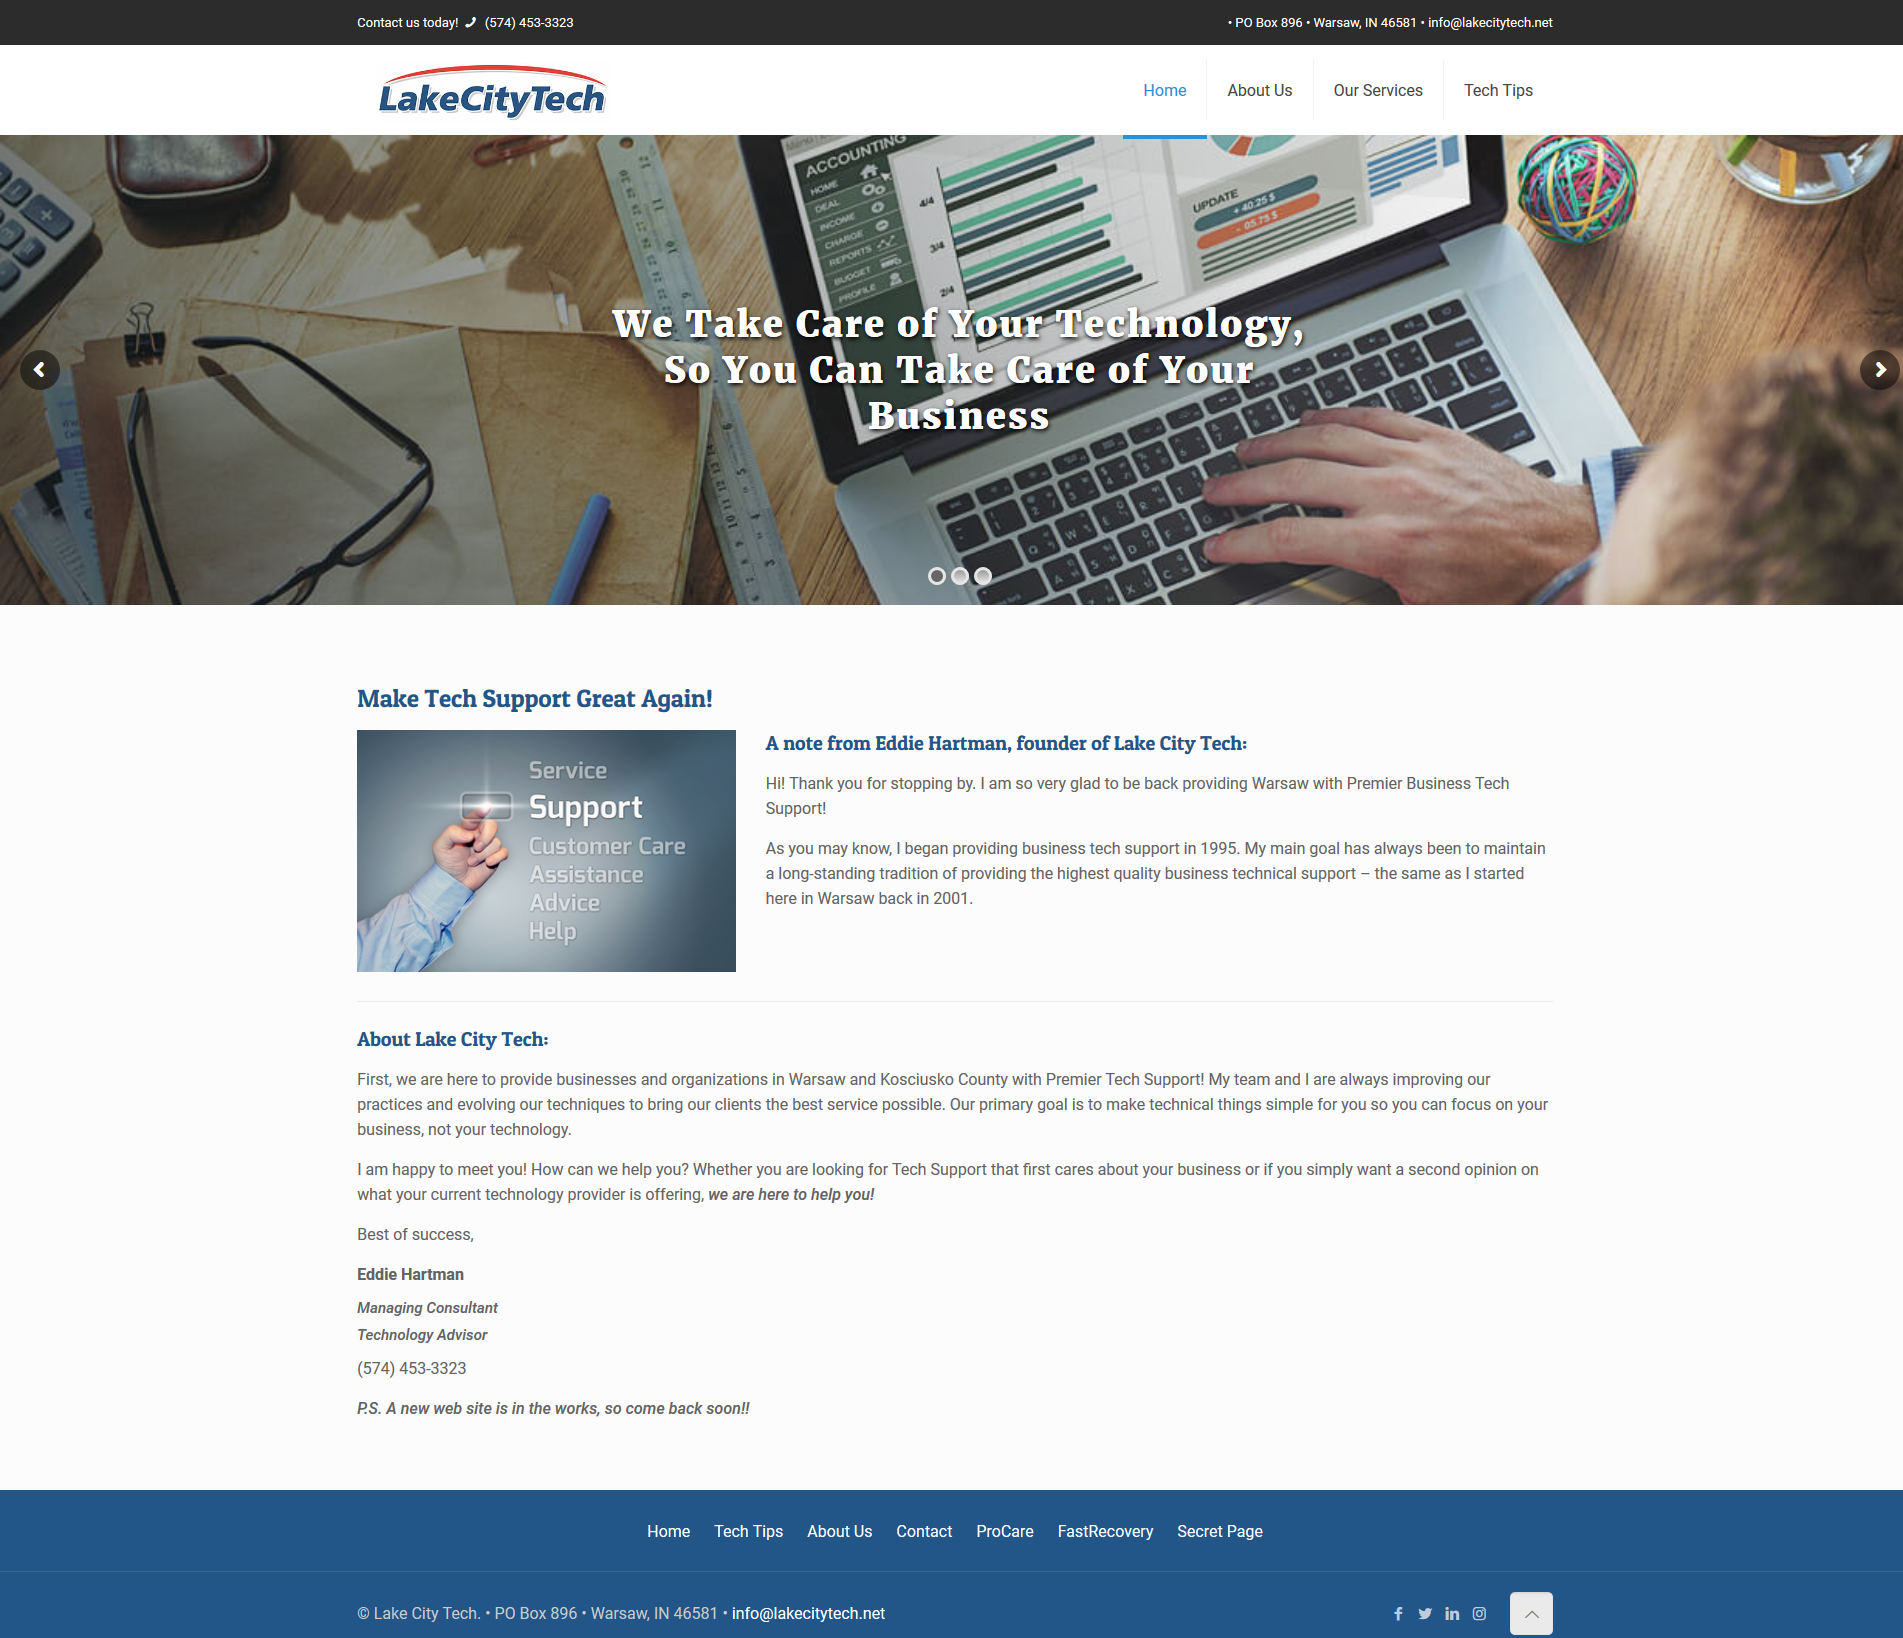 Contact us today! (574) 453-3323
• PO Box 896 • Warsaw, IN 46581 • info@lakecitytech.net
LakeCityTech
Home
About Us
Our Services
Tech Tips
ACCOUNTING
HOME
DEAL
INCOME
CHARGE
REPORTS
BUDGET
PROFILE
4/4
3/4
2/4
UPDATE
+ 40.25 $
- 05.75 $
We Take Care of Your Technology,
So You Can Take Care of Your
Business
Make Tech Support Great Again!
Service
Support
Customer Care
Assistance
Advice
Help
A note from Eddie Hartman, founder of Lake City Tech:
Hi! Thank you for stopping by. I am so very glad to be back providing Warsaw with Premier Business Tech
Support!
As you may know, I began providing business tech support in 1995. My main goal has always been to maintain
a long-standing tradition of providing the highest quality business technical support – the same as I started
here in Warsaw back in 2001.
About Lake City Tech:
First, we are here to provide businesses and organizations in Warsaw and Kosciusko County with Premier Tech Support! My team and I are always improving our
practices and evolving our techniques to bring our clients the best service possible. Our primary goal is to make technical things simple for you so you can focus on your
business, not your technology.
I am happy to meet you! How can we help you? Whether you are looking for Tech Support that first cares about your business or if you simply want a second opinion on
what your current technology provider is offering, we are here to help you!
Best of success,
Eddie Hartman
Managing Consultant
Technology Advisor
(574) 453-3323
P.S. A new web site is in the works, so come back soon!!
Home
Tech Tips
About Us
Contact
ProCare
FastRecovery
Secret Page
© Lake City Tech. • PO Box 896 • Warsaw, IN 46581 • info@lakecitytech.net